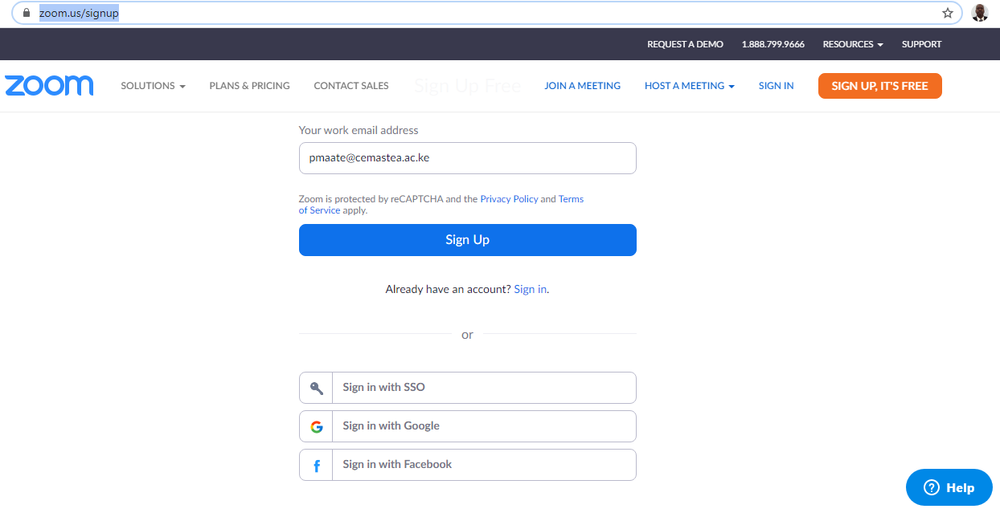 zoom.us/signup
REQUEST A DEMO 1.888.799.9666 RESOURCES SUPPORT
zoom SOLUTIONS PLANS & PRICING CONTACT SALES Sign Up Free JOIN A MEETING HOST A MEETING SIGN IN SIGN UP, IT'S FREE
Your work email address
pmaate@cemastea.ac.ke
Zoom is protected by reCAPTCHA and the Privacy Policy and Terms
of Service apply.
Sign Up
Already have an account? Sign in.
or
Sign in with SSO
G Sign in with Google
f Sign in with Facebook
? Help